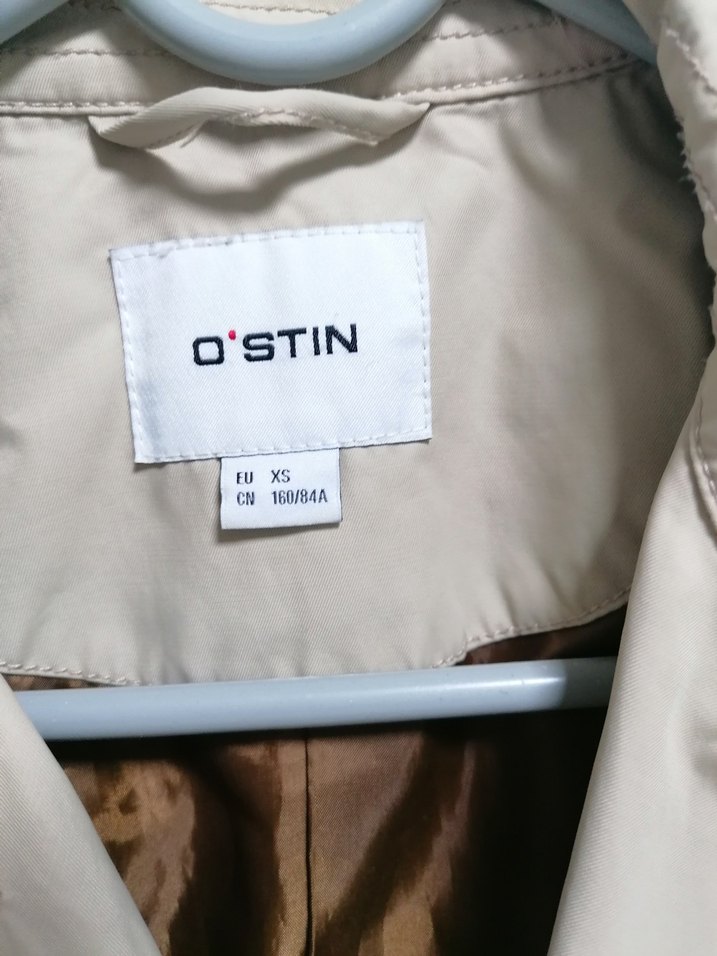 O'STIN
EU XS
CN 160/84A